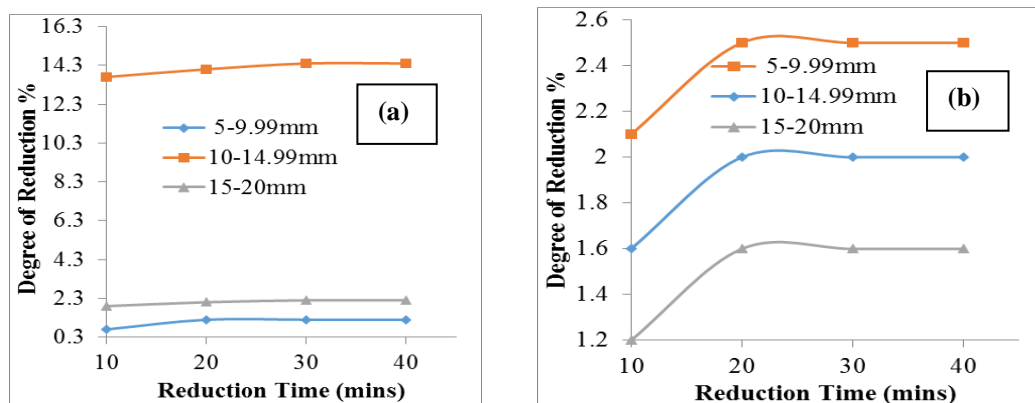 16.3
14.3
12.3
10.3
8.3
6.3
4.3
2.3
0.3
Degree of Reduction %
(a)
5-9.99mm
10-14.99mm
15-20mm
10 20 30 40
Reduction Time (mins)
2.6
2.4
2.2
2
1.8
1.6
1.4
1.2
Degree of Reduction %
(b)
5-9.99mm
10-14.99mm
15-20mm
10 20 30 40
Reduction Time (mins)